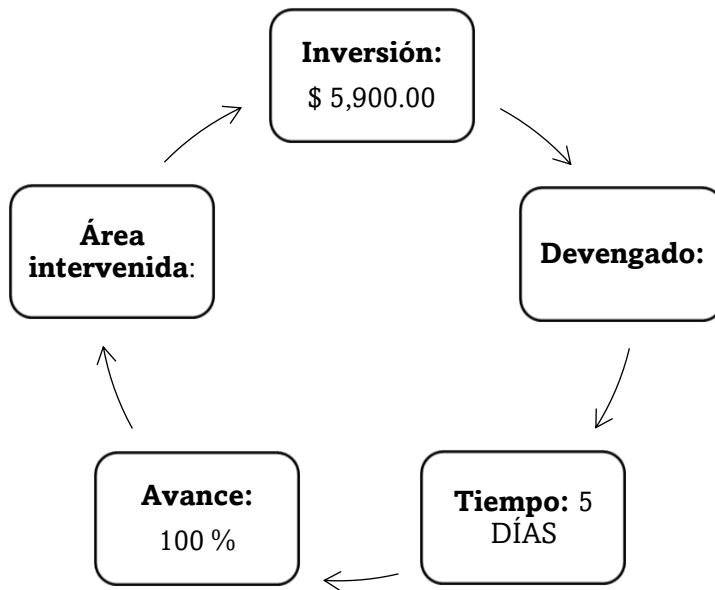 Inversión:
$ 5,900.00
Devengado:
Tiempo: 5
DÍAS
Avance:
100 %
Área
intervenida: